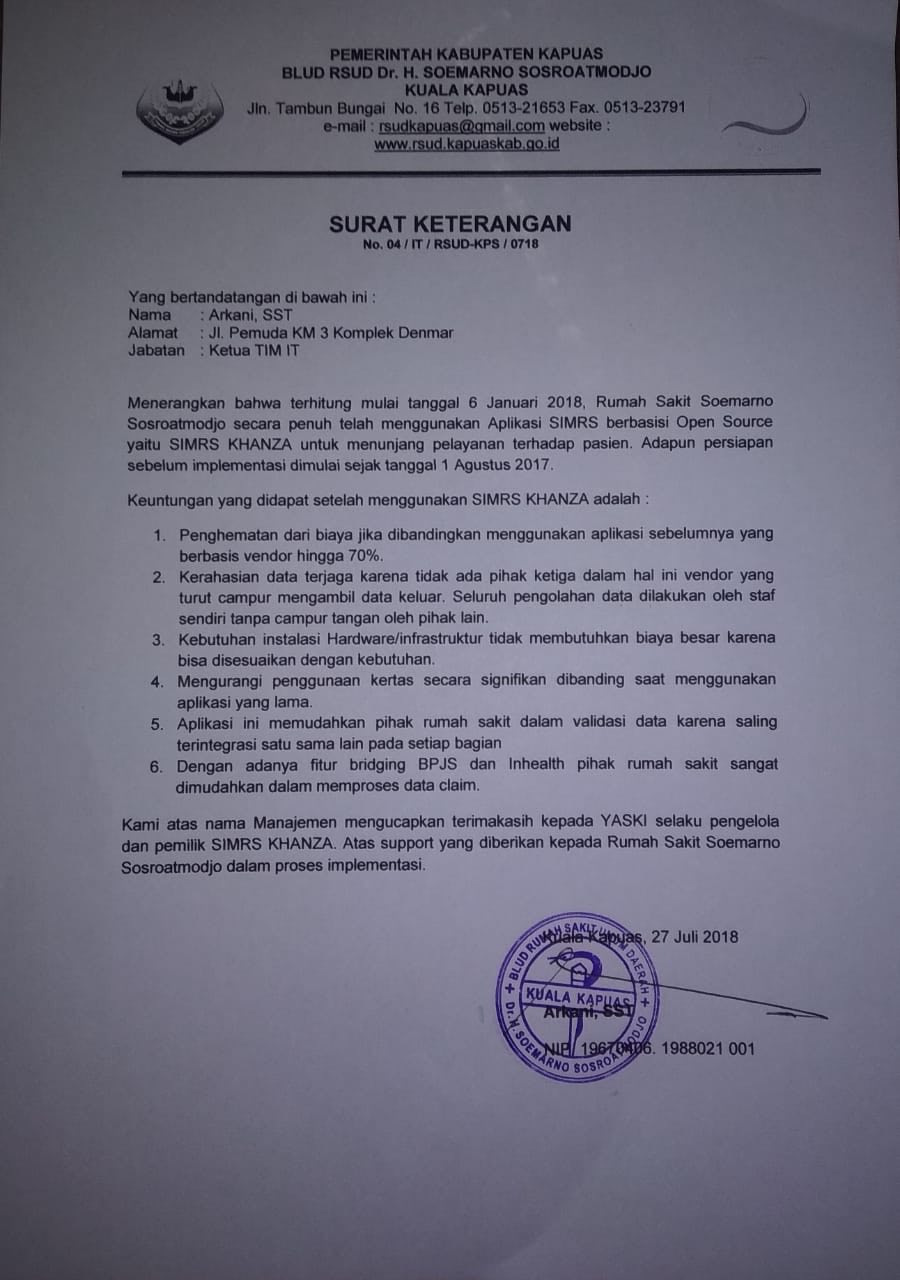 PEMERINTAH KABUPATEN KAPUAS
BLUD RSUD Dr. H. SOEMARNO SOSROATMODJO
KUALA KAPUAS
Jln. Tambun Bungai No. 16 Telp. 0513-21653 Fax. 0513-23791
e-mail : rsudkapuas@gmail.com website :
www.rsud.kapuaskab.go.id
SURAT KETERANGAN
No. 04 / IT / RSUD-KPS / 0718
Yang bertandatangan di bawah ini :
Nama : Arkani, SST
Alamat : Jl. Pemuda KM 3 Komplek Denmar
Jabatan : Ketua TIM IT
Menerangkan bahwa terhitung mulai tanggal 6 Januari 2018, Rumah Sakit Soemarno
Sosroatmodjo secara penuh telah menggunakan Aplikasi SIMRS berbasisi Open Source
yaitu SIMRS KHANZA untuk menunjang pelayanan terhadap pasien. Adapun persiapan
sebelum implementasi dimulai sejak tanggal 1 Agustus 2017.
Keuntungan yang didapat setelah menggunakan SIMRS KHANZA adalah :
1. Penghematan dari biaya jika dibandingkan menggunakan aplikasi sebelumnya yang
berbasis vendor hingga 70%.
2. Kerahasian data terjaga karena tidak ada pihak ketiga dalam hal ini vendor yang
turut campur mengambil data keluar. Seluruh pengolahan data dilakukan oleh staf
sendiri tanpa campur tangan oleh pihak lain.
3. Kebutuhan instalasi Hardware/infrastruktur tidak membutuhkan biaya besar karena
bisa disesuaikan dengan kebutuhan.
4. Mengurangi penggunaan kertas secara signifikan dibanding saat menggunakan
aplikasi yang lama.
5. Aplikasi ini memudahkan pihak rumah sakit dalam validasi data karena saling
terintegrasi satu sama lain pada setiap bagian
6. Dengan adanya fitur bridging BPJS dan Inhealth pihak rumah sakit sangat
dimudahkan dalam memproses data claim.
Kami atas nama Manajemen mengucapkan terimakasih kepada YASKI selaku pengelola
dan pemilik SIMRS KHANZA. Atas support yang diberikan kepada Rumah Sakit Soemarno
Sosroatmodjo dalam proses implementasi.
Kuala Kapuas, 27 Juli 2018
BLUD RUMAH SAKIT UMUM DAERAH
KUALA KAPUAS
Dr. H. SOEMARNO SOSROATMODJO
Arkani, SST
NIP. 19670406. 1988021 001